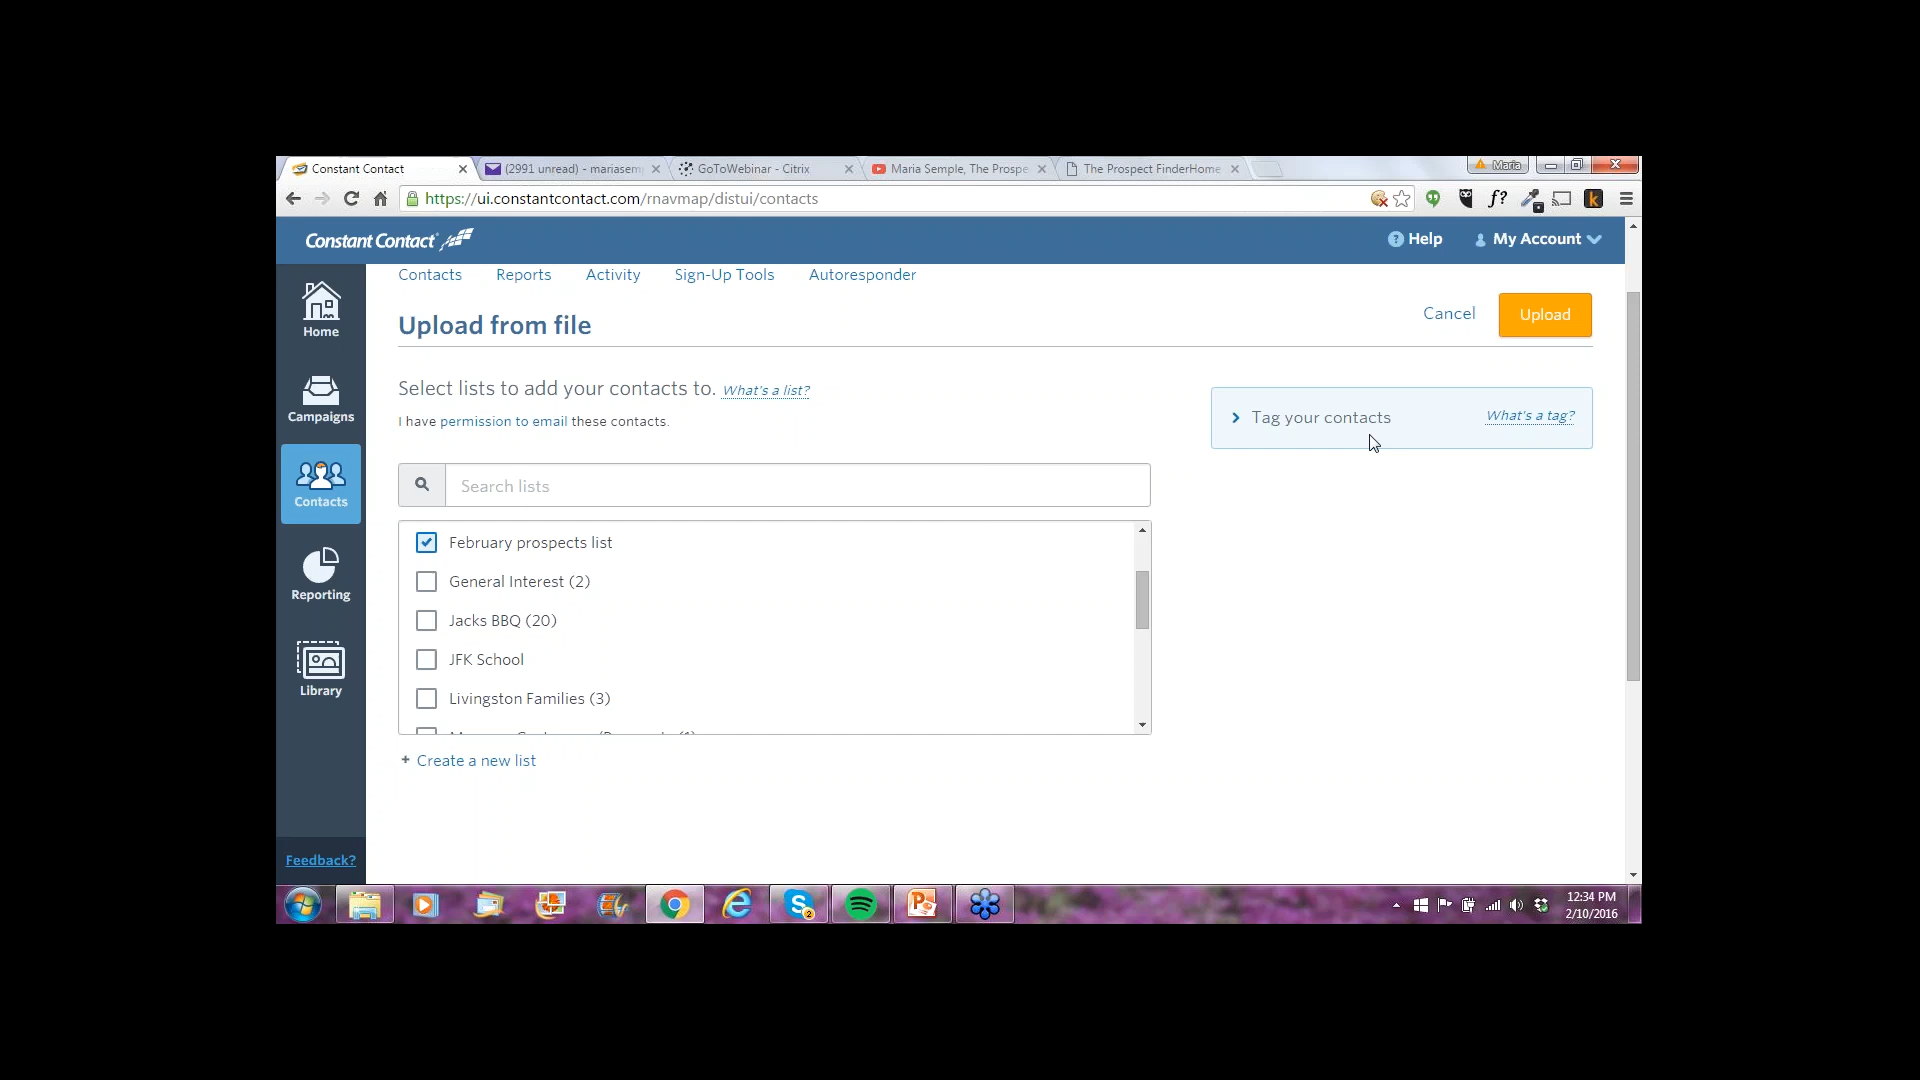 Constant Contact
(2991 unread) - mariasem
GoToWebinar - Citrix
Maria Semple, The Prospe
The Prospect FinderHome
Maria
https://ui.constantcontact.com/rnavmap/distui/contacts
Constant Contact
Help
My Account
Contacts
Reports
Activity
Sign-Up Tools
Autoresponder
Home
Campaigns
Contacts
Reporting
Library
Feedback?
Upload from file
Cancel
Upload
Select lists to add your contacts to. What's a list?
I have permission to email these contacts.
Tag your contacts
What's a tag?
Search lists
February prospects list
General Interest (2)
Jacks BBQ (20)
JFK School
Livingston Families (3)
+ Create a new list
12:34 PM
2/10/2016